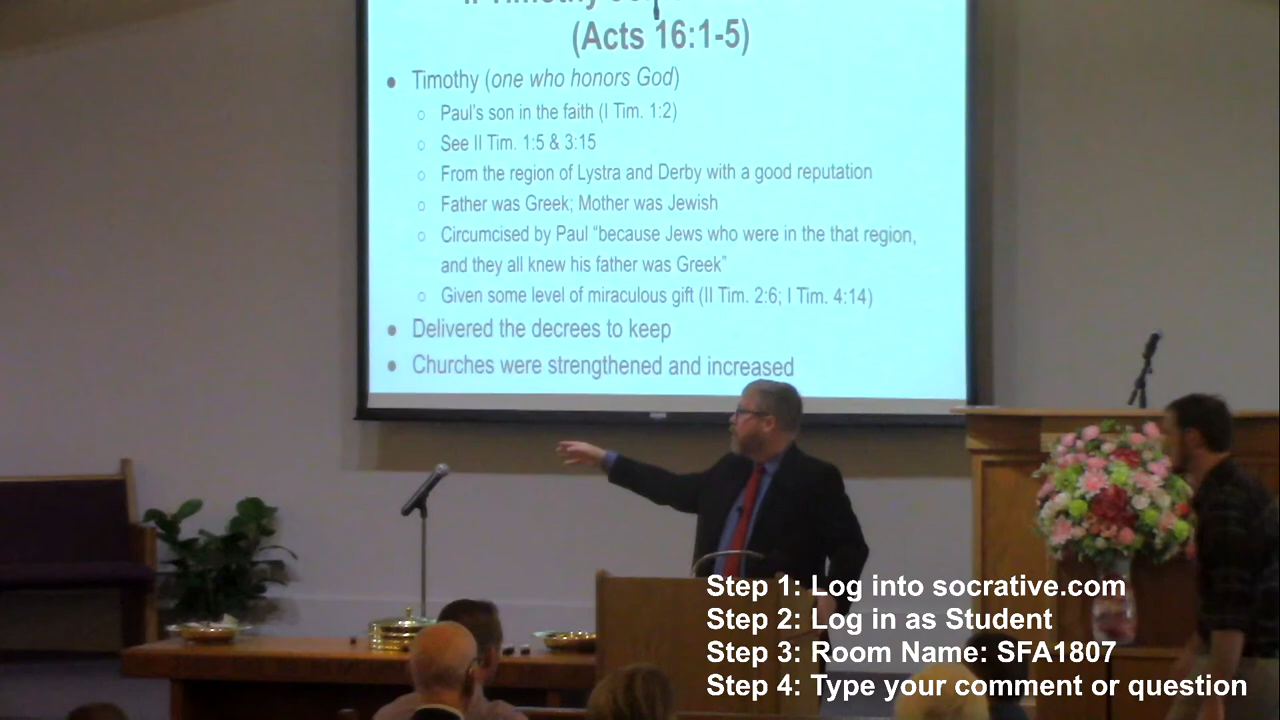 (Acts 16:1-5)
● Timothy (one who honors God)
○ Paul's son in the faith (I Tim. 1:2)
○ See II Tim. 1:5 & 3:15
○ From the region of Lystra and Derby with a good reputation
○ Father was Greek; Mother was Jewish
○ Circumcised by Paul “because Jews who were in the that region,
and they all knew his father was Greek”
○ Given some level of miraculous gift (II Tim. 2:6; I Tim. 4:14)
● Delivered the decrees to keep
● Churches were strengthened and increased
Step 1: Log into socrative.com
Step 2: Log in as Student
Step 3: Room Name: SFA1807
Step 4: Type your comment or question